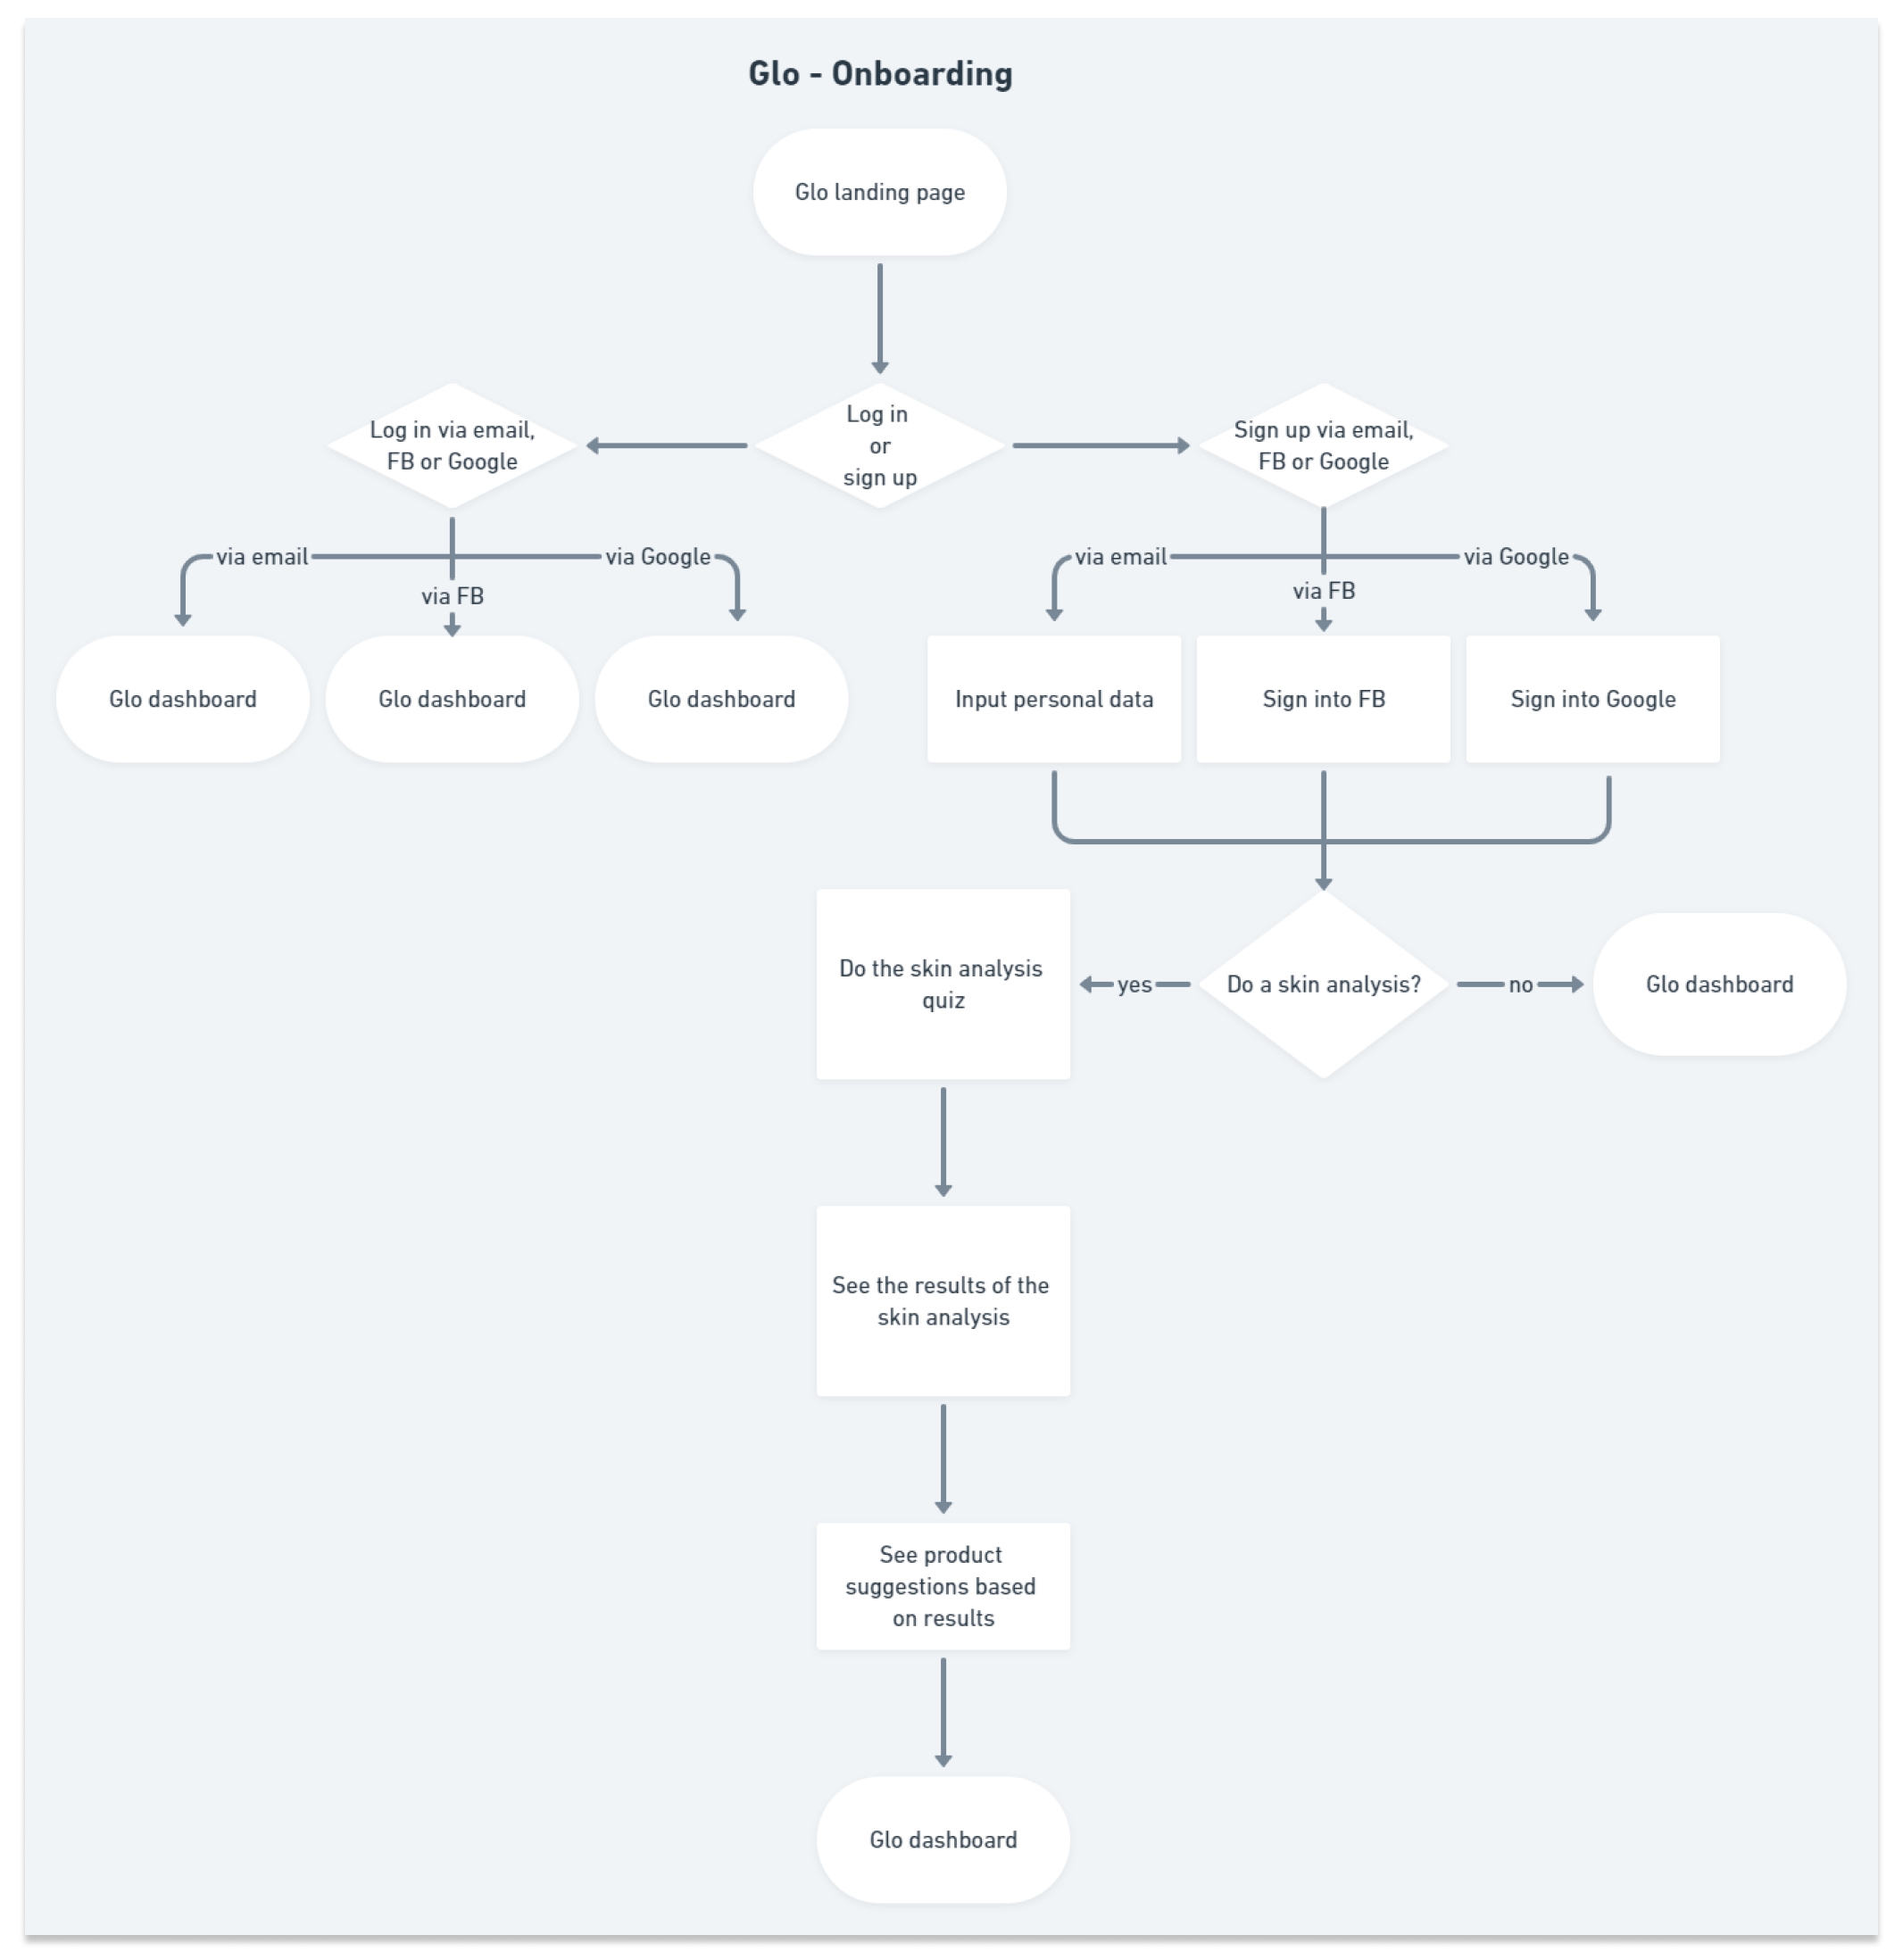 Glo - Onboarding
Glo landing page
Log in via email,
FB or Google
Log in
or
sign up
Sign up via email,
FB or Google
via email
via FB
via Google
via email
via FB
via Google
Glo dashboard
Glo dashboard
Glo dashboard
Input personal data
Sign into FB
Sign into Google
Do the skin analysis
quiz
yes
Do a skin analysis?
no
Glo dashboard
See the results of the
skin analysis
See product
suggestions based
on results
Glo dashboard